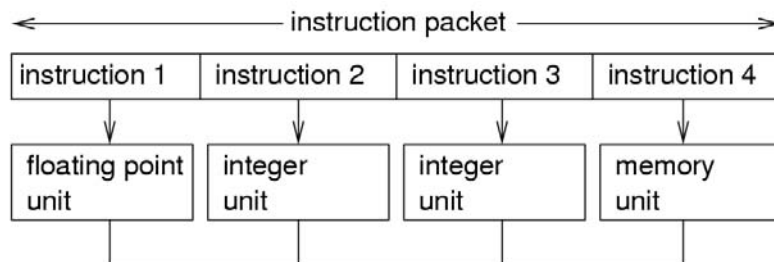 instruction packet
instruction 1 instruction 2 instruction 3 instruction 4
floating point integer integer memory
unit unit unit unit